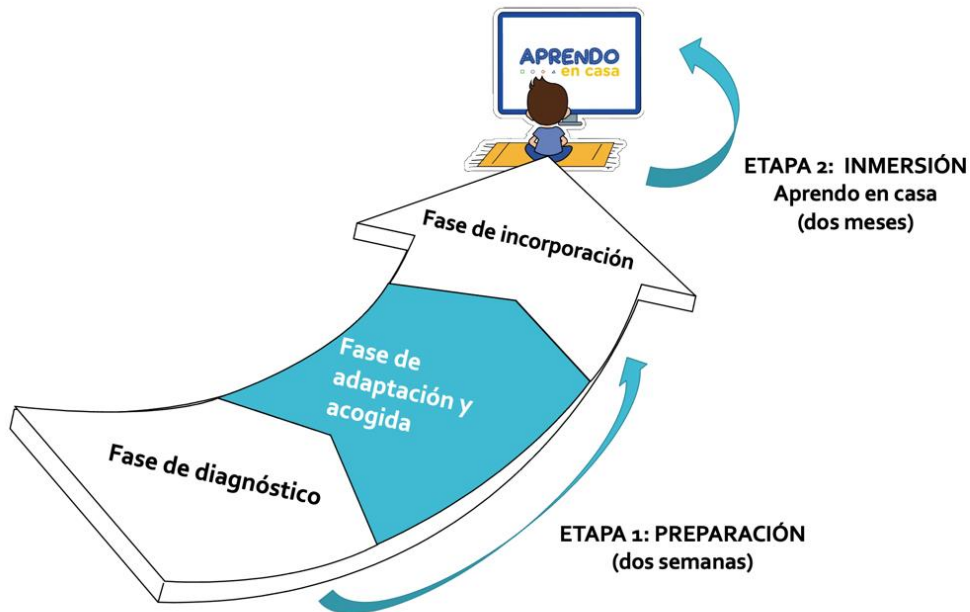 APRENDO
en casa
ETAPA 2: INMERSIÓN
Aprendo en casa
(dos meses)
Fase de incorporación
Fase de
adaptación y
acogida
Fase de diagnóstico
ETAPA 1: PREPARACIÓN
(dos semanas)